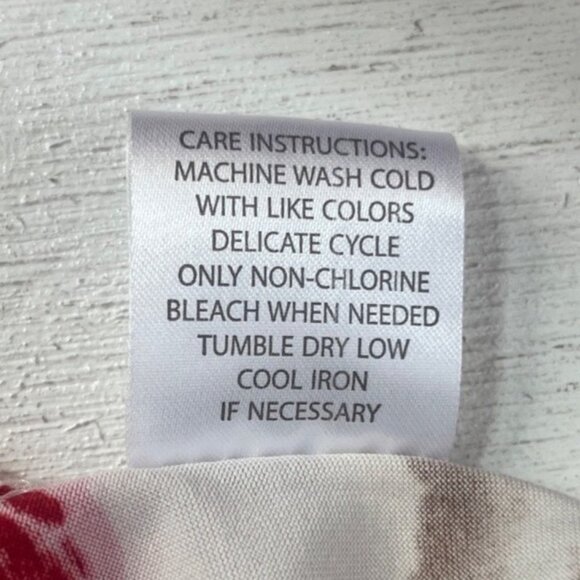 CARE INSTRUCTIONS:
MACHINE WASH COLD
WITH LIKE COLORS
DELICATE CYCLE
ONLY NON-CHLORINE
BLEACH WHEN NEEDED
TUMBLE DRY LOW
COOL IRON
IF NECESSARY